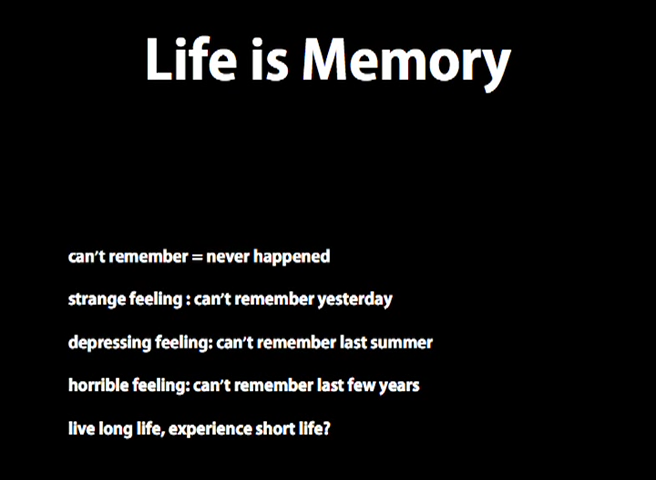 Life is Memory
can't remember = never happened
strange feeling : can't remember yesterday
depressing feeling: can't remember last summer
horrible feeling: can't remember last few years
live long life, experience short life?